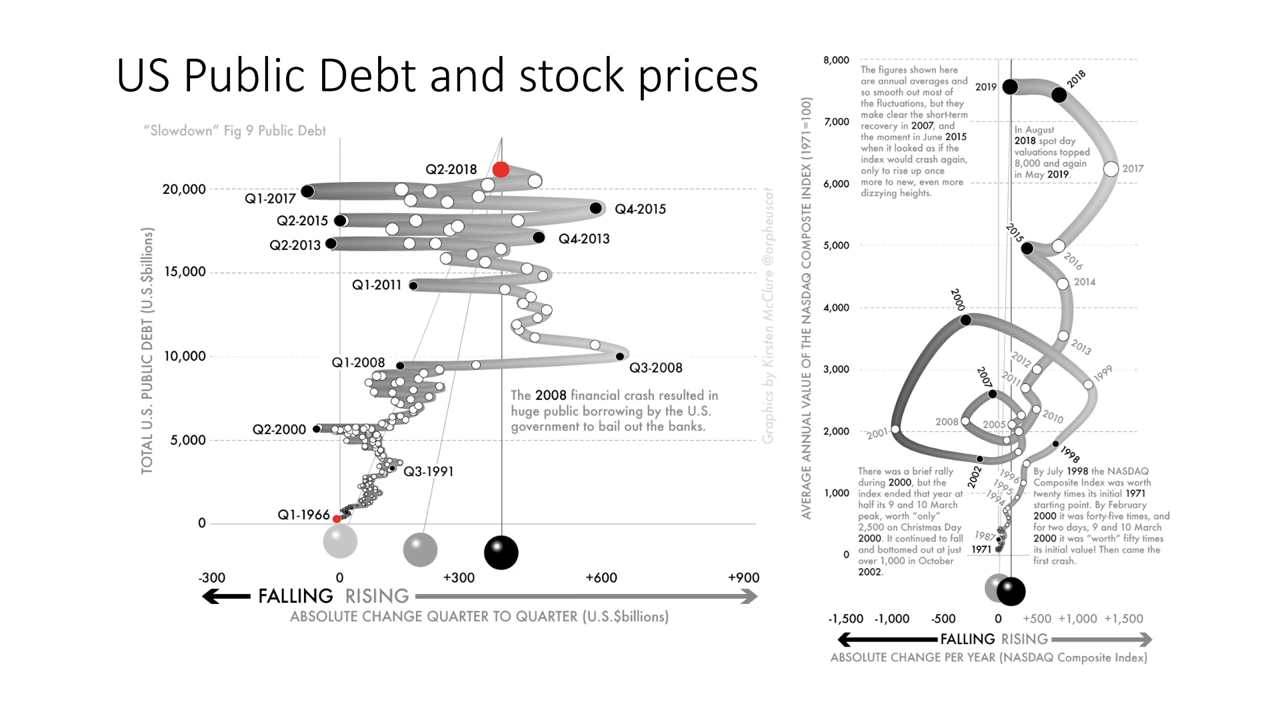 US Public Debt and stock prices
"Slowdown" Fig 9 Public Debt
TOTAL U.S. PUBLIC DEBT (U.S.$billions)
20,000
15,000
10,000
5,000
0
Q2-2018
Q1-2017
Q4-2015
Q2-2015
Q2-2013
Q4-2013
Q1-2011
Q1-2008
Q3-2008
Q2-2000
Q3-1991
Q1-1966
The 2008 financial crash resulted in
huge public borrowing by the U.S.
government to bail out the banks.
-300
0
+300
+600
+900
FALLING RISING
ABSOLUTE CHANGE QUARTER TO QUARTER (U.S.$billions)
Graphics by Kirsten McClure @orpheuscat
AVERAGE ANNUAL VALUE OF THE NASDAQ COMPOSITE INDEX (1971=100)
8,000
7,000
6,000
5,000
4,000
3,000
2,000
1,000
0
The figures shown here
are annual averages and
so smooth out most of
the fluctuations, but they
make clear the short-term
recovery in 2007, and
the moment in June 2015
when it looked as if the
index would crash again,
only to rise up once
more to new, even more
dizzying heights.
2019
2018
In August
2018 spot day
valuations topped
8,000 and again
in May 2019.
2017
2015
2016
2014
2000
2013
2012
2011
1999
2007
2010
2008
2005
2001
1998
2002
1996
1995
1994
1987
1971
There was a brief rally
during 2000, but the
index ended that year at
half its 9 and 10 March
peak, worth "only"
2,500 on Christmas Day
2000. It continued to fall
and bottomed out at just
over 1,000 in October
2002.
By July 1998 the NASDAQ
Composite Index was worth
twenty times its initial 1971
starting point. By February
2000 it was forty-five times, and
for two days, 9 and 10 March
2000 it was "worth" fifty times
its initial value! Then came the
first crash.
-1,500
-1,000
-500
0
+500
+1,000
+1,500
FALLING RISING
ABSOLUTE CHANGE PER YEAR (NASDAQ Composite Index)